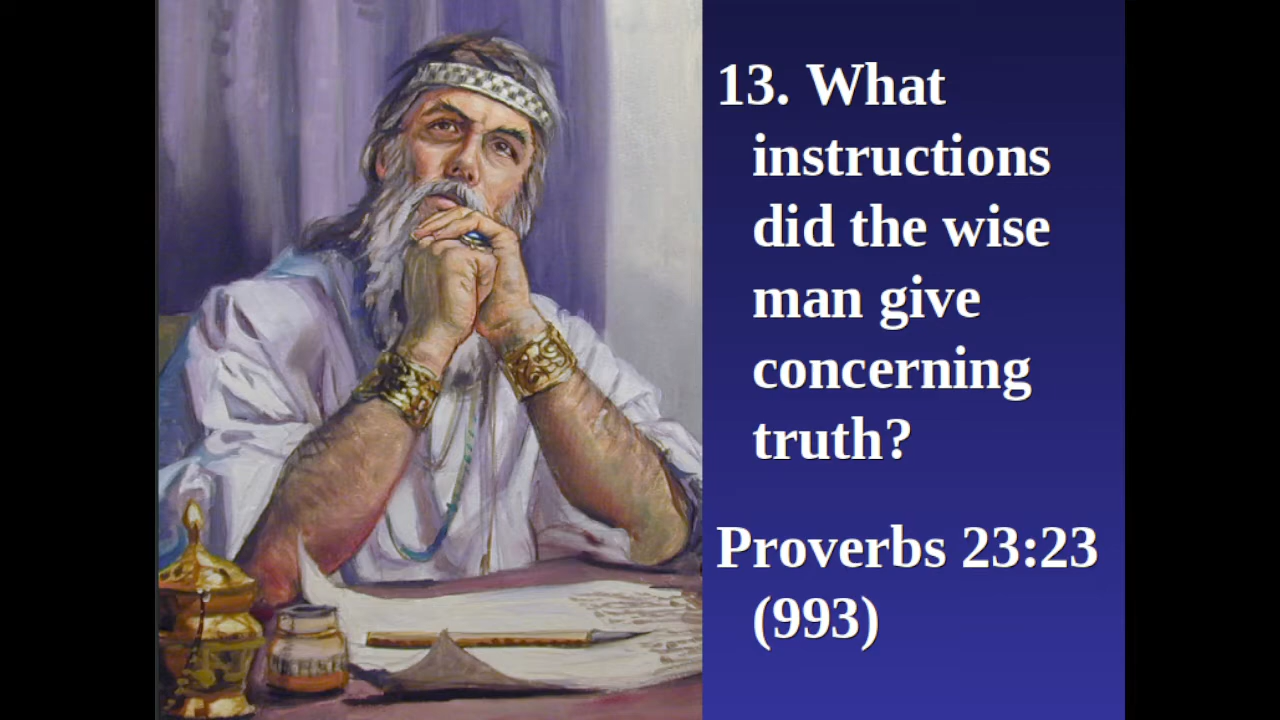 13. What
instructions
did the wise
man give
concerning
truth?
Proverbs 23:23
(993)